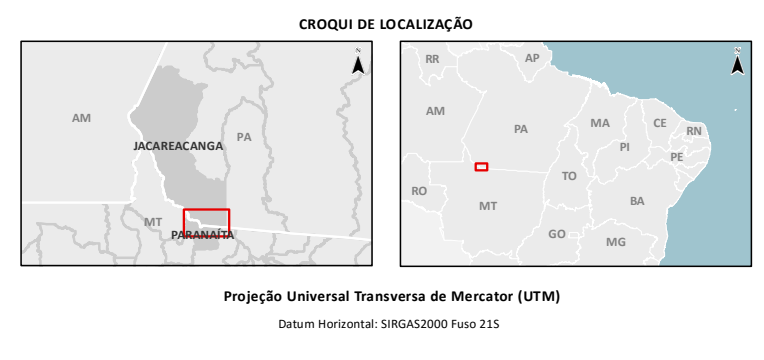 CROQUI DE LOCALIZAÇÃO
N
AM
JACAREACANGA
PA
MT
PARANAÍTA
N
RR
AP
AM
PA
MA
CE
RN
PI
PE
TO
RO
MT
BA
GO
MG
Projeção Universal Transversa de Mercator (UTM)
Datum Horizontal: SIRGAS2000 Fuso 21S